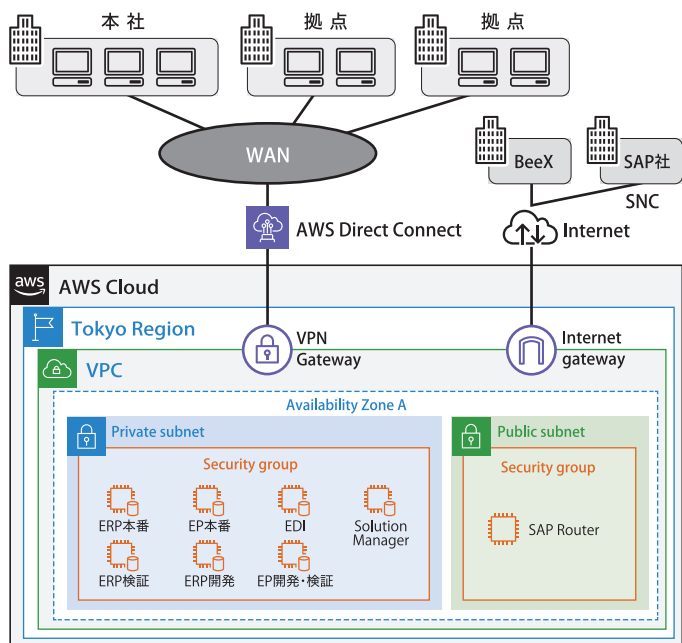 本社
拠点
拠点
WAN
BeeX
SAP社
SNC
AWS Direct Connect
Internet
aws
AWS Cloud
Tokyo Region
VPN
Gateway
Internet
gateway
VPC
Availability Zone A
Private subnet
Public subnet
Security group
Security group
ERP本番
EP本番
EDI
Solution
Manager
SAP Router
ERP検証
ERP開発
EP開発・検証